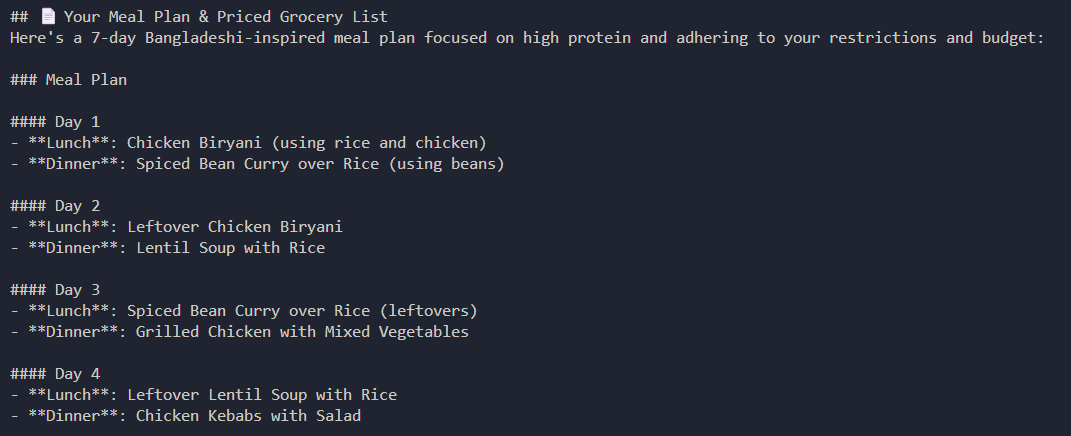 ## 📄 Your Meal Plan & Priced Grocery List
Here's a 7-day Bangladeshi-inspired meal plan focused on high protein and adhering to your restrictions and budget:
### Meal Plan
#### Day 1
- **Lunch**: Chicken Biryani (using rice and chicken)
- **Dinner**: Spiced Bean Curry over Rice (using beans)
#### Day 2
- **Lunch**: Leftover Chicken Biryani
- **Dinner**: Lentil Soup with Rice
#### Day 3
- **Lunch**: Spiced Bean Curry over Rice (leftovers)
- **Dinner**: Grilled Chicken with Mixed Vegetables
#### Day 4
- **Lunch**: Leftover Lentil Soup with Rice
- **Dinner**: Chicken Kebabs with Salad